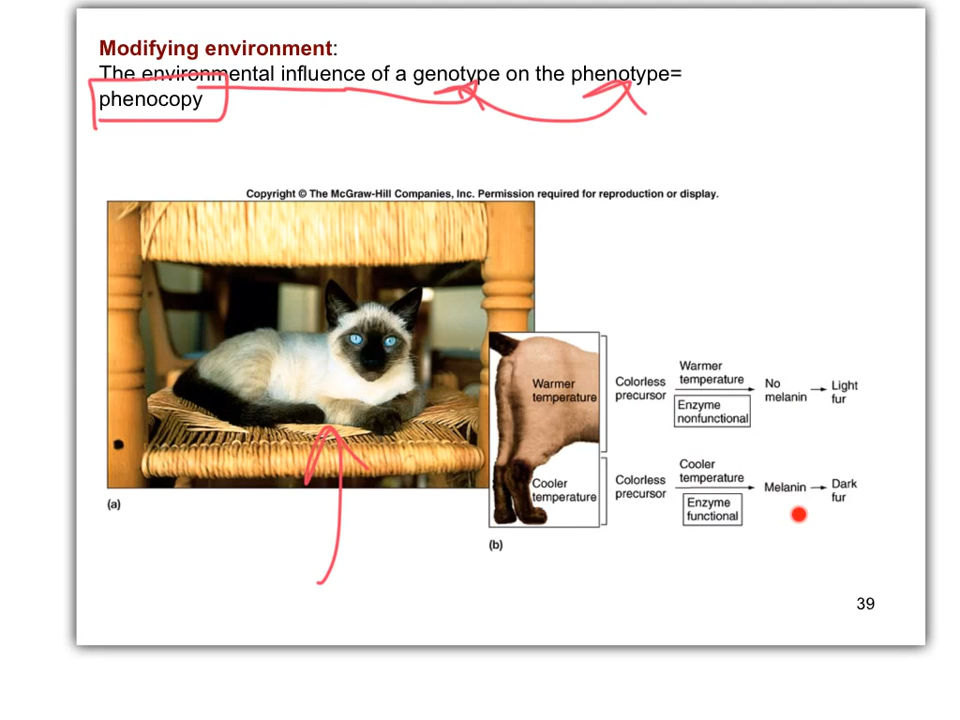 Modifying environment:
The environmental influence of a genotype on the phenotype=
phenocopy
Copyright © The McGraw-Hill Companies, Inc. Permission required for reproduction or display.
Warmer
temperature
Colorless
precursor
Warmer
temperature
Enzyme
nonfunctional
No
melanin
Light
fur
Cooler
temperature
Colorless
precursor
Cooler
temperature
Enzyme
functional
Melanin
Dark
fur
(a)
(b)
39